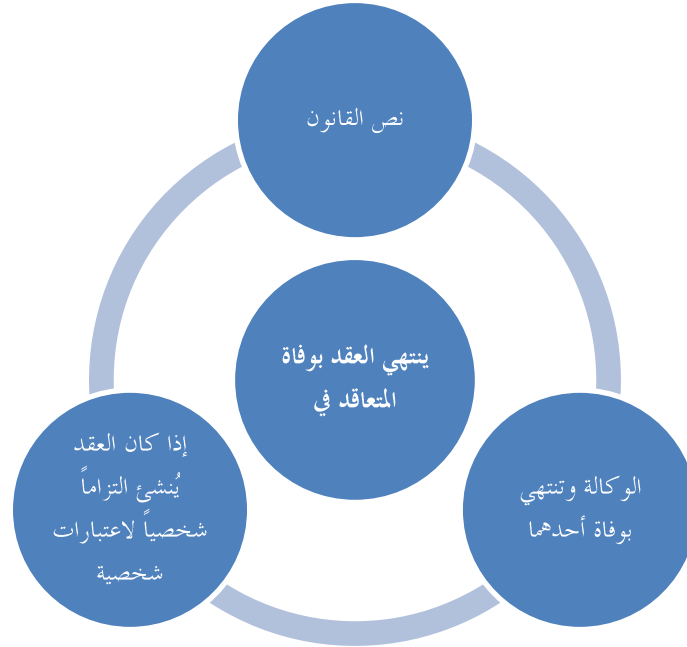 نص القانون
ينتهي العقد بوفاة
المتعاقد في
إذا كان العقد
يُنشئ التزاماً
شخصياً لاعتبارات
شخصية
الوكالة وتنتهي
بوفاة أحدهما